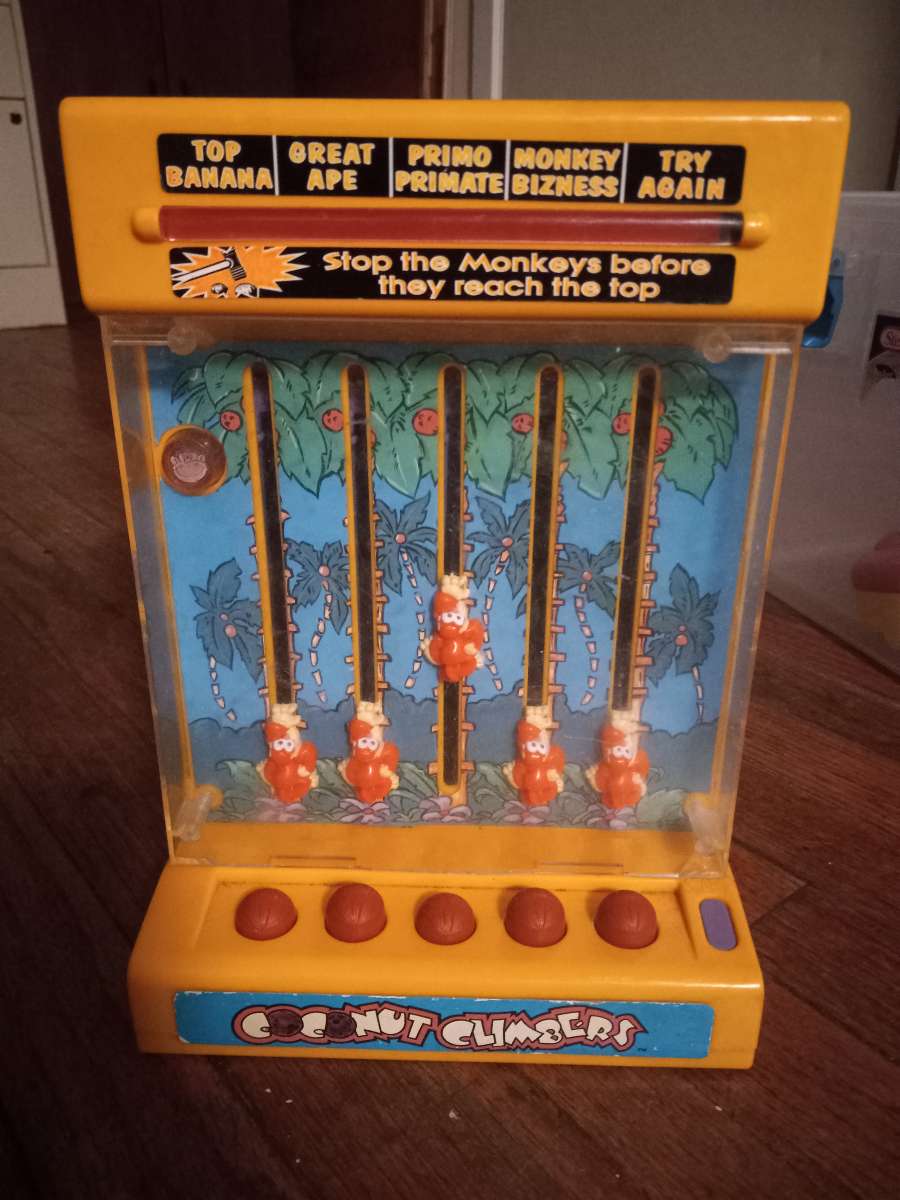 TOP
BANANA
GREAT
APE
PRIMO
PRIMATE
MONKEY
BIZNESS
TRY
AGAIN
Stop the Monkeys before
they reach the top
COCONUT CLIMBERS